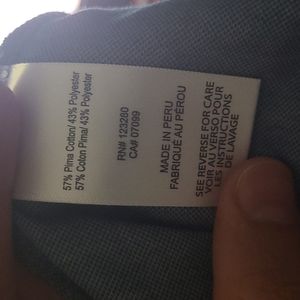 57% Pima Cotton/ 43% Polyester
57% Coton Pima/ 43% Polyester
RN# 123280
CA# 07099
MADE IN PERU
FABRIQUÉ AU PÉROU
SEE REVERSE FOR CARE
VOIR AU VERSO POUR
LES INSTRUCTIONS
DE LAVAGE